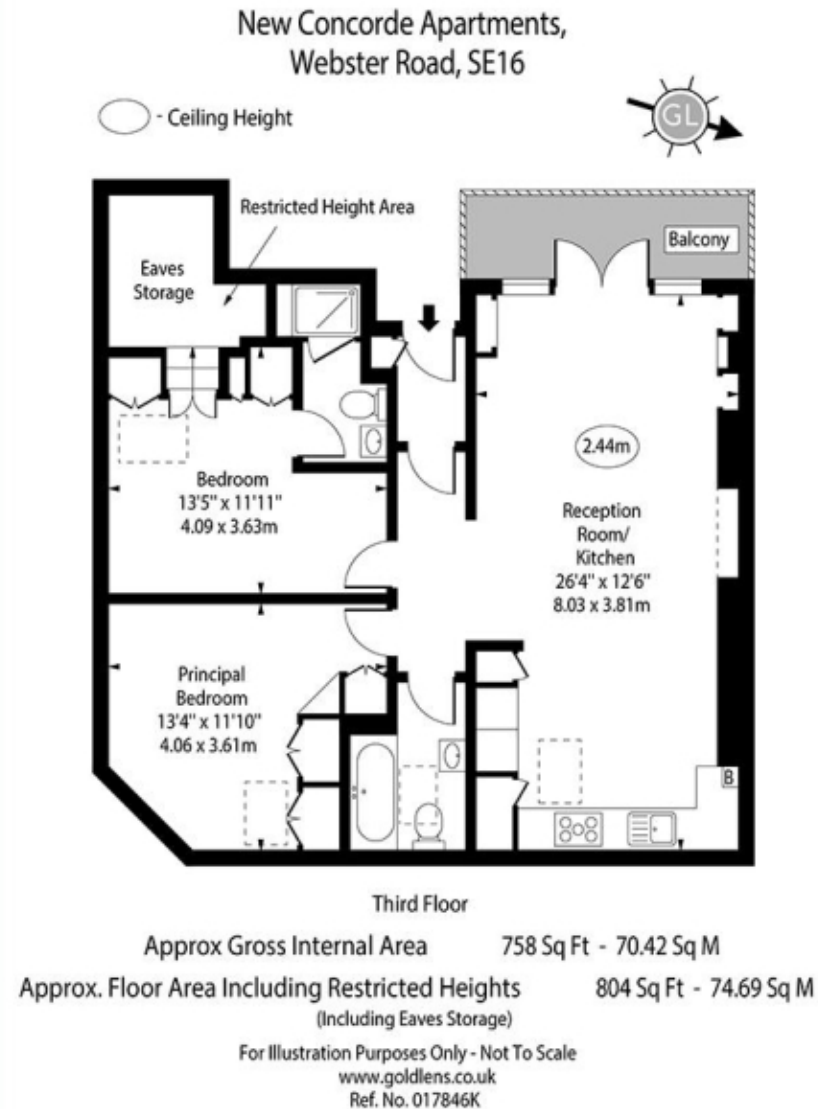 New Concorde Apartments,
Webster Road, SE16
- Ceiling Height
GL
Restricted Height Area
Eaves
Storage
Balcony
2.44m
Bedroom
13'5" x 11'11"
4.09 x 3.63m
Reception
Room/
Kitchen
26'4" x 12'6"
8.03 x 3.81m
Principal
Bedroom
13'4" x 11'10"
4.06 x 3.61m
B
Third Floor
Approx Gross Internal Area 758 Sq Ft - 70.42 Sq M
Approx. Floor Area Including Restricted Heights 804 Sq Ft - 74.69 Sq M
(Including Eaves Storage)
For Illustration Purposes Only - Not To Scale
www.goldlens.co.uk
Ref. No. 017846K